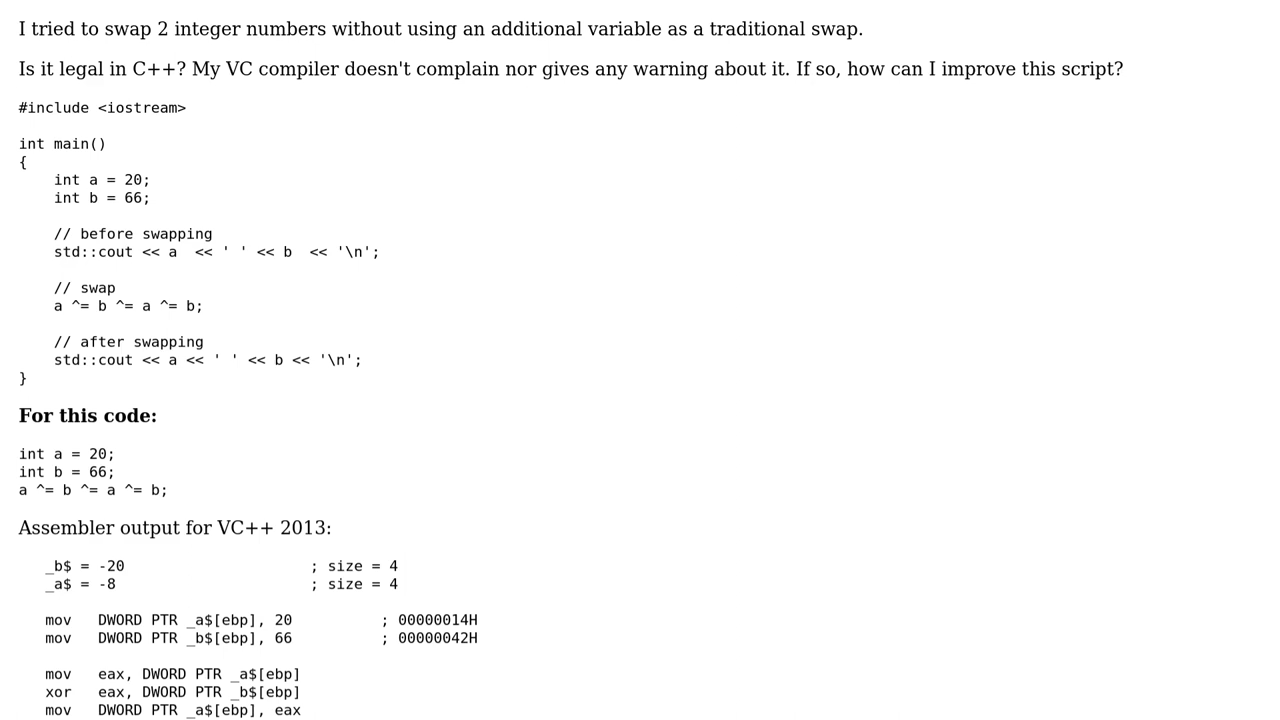 I tried to swap 2 integer numbers without using an additional variable as a traditional swap.
Is it legal in C++? My VC compiler doesn't complain nor gives any warning about it. If so, how can I improve this script?
#include <iostream>
int main()
{
    int a = 20;
    int b = 66;
    // before swapping
    std::cout << a  << ' ' << b  << '\n';
    // swap
    a ^= b ^= a ^= b;
    // after swapping
    std::cout << a << ' ' << b << '\n';
}
For this code:
int a = 20;
int b = 66;
a ^= b ^= a ^= b;
Assembler output for VC++ 2013:
   _b$ = -20                      ; size = 4
   _a$ = -8                       ; size = 4
   mov   DWORD PTR _a$[ebp], 20          ; 00000014H
   mov   DWORD PTR _b$[ebp], 66          ; 00000042H
   mov   eax, DWORD PTR _a$[ebp]
   xor   eax, DWORD PTR _b$[ebp]
   mov   DWORD PTR _a$[ebp], eax